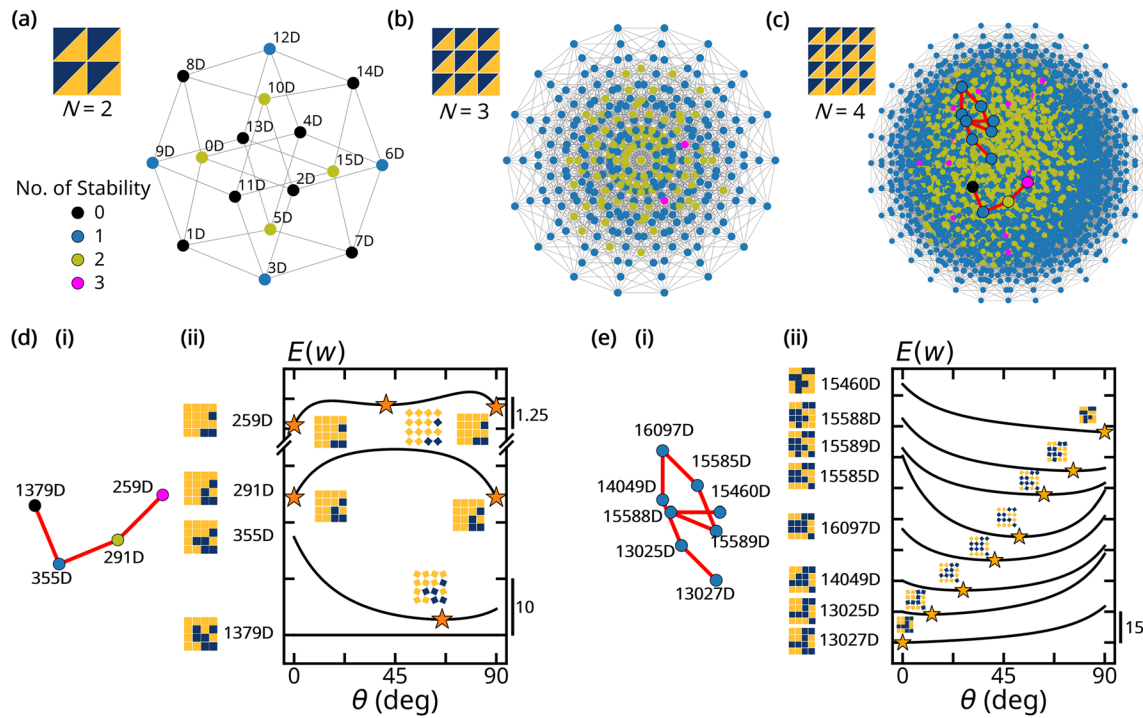 (a)
N = 2
No. of Stability
0
1
2
3
12D
8D
14D
10D
13D
4D
0D
9D
15D
6D
11D
2D
5D
1D
7D
3D
(b)
N = 3
(c)
N = 4
(d) (i)
1379D
259D
291D
355D
(ii)
E(w)
259D
1.25
291D
355D
10
1379D
0 45 90
θ (deg)
(e) (i)
16097D
15585D
14049D
15460D
15588D
15589D
13025D
13027D
(ii)
E(w)
15460D
15588D
15589D
15585D
16097D
14049D
13025D
13027D
15
0 45 90
θ (deg)